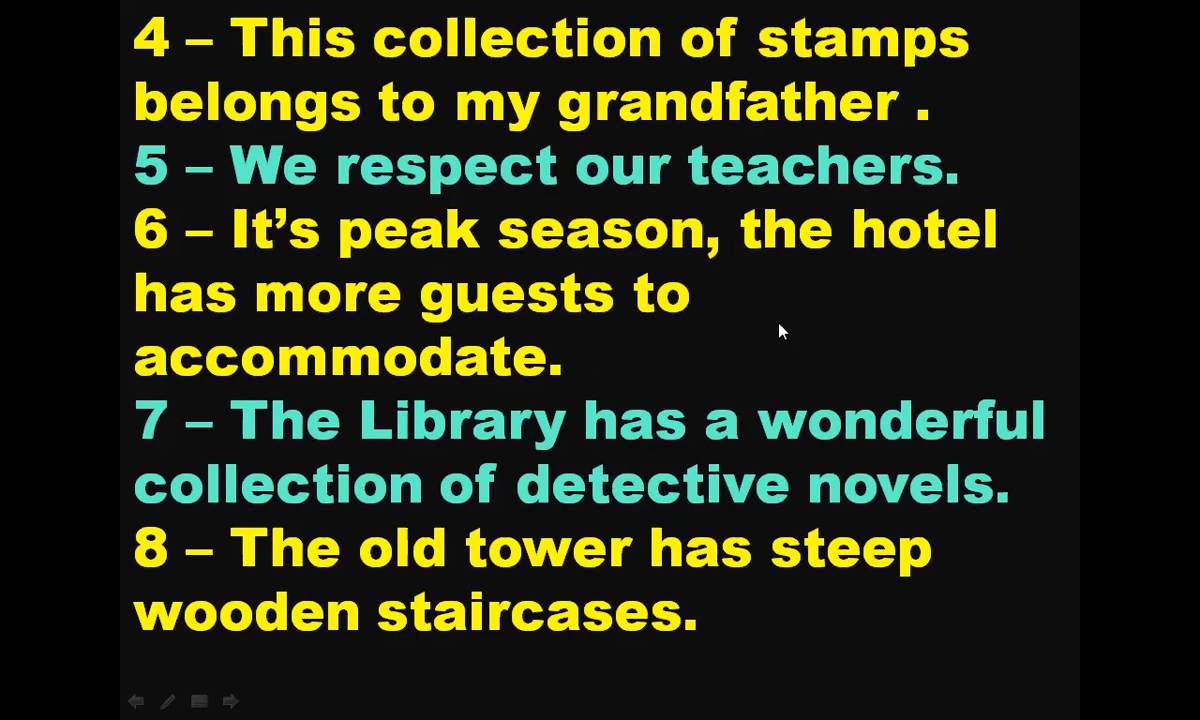 4 – This collection of stamps
belongs to my grandfather .
5 – We respect our teachers.
6 – It’s peak season, the hotel
has more guests to
accommodate.
7 – The Library has a wonderful
collection of detective novels.
8 – The old tower has steep
wooden staircases.